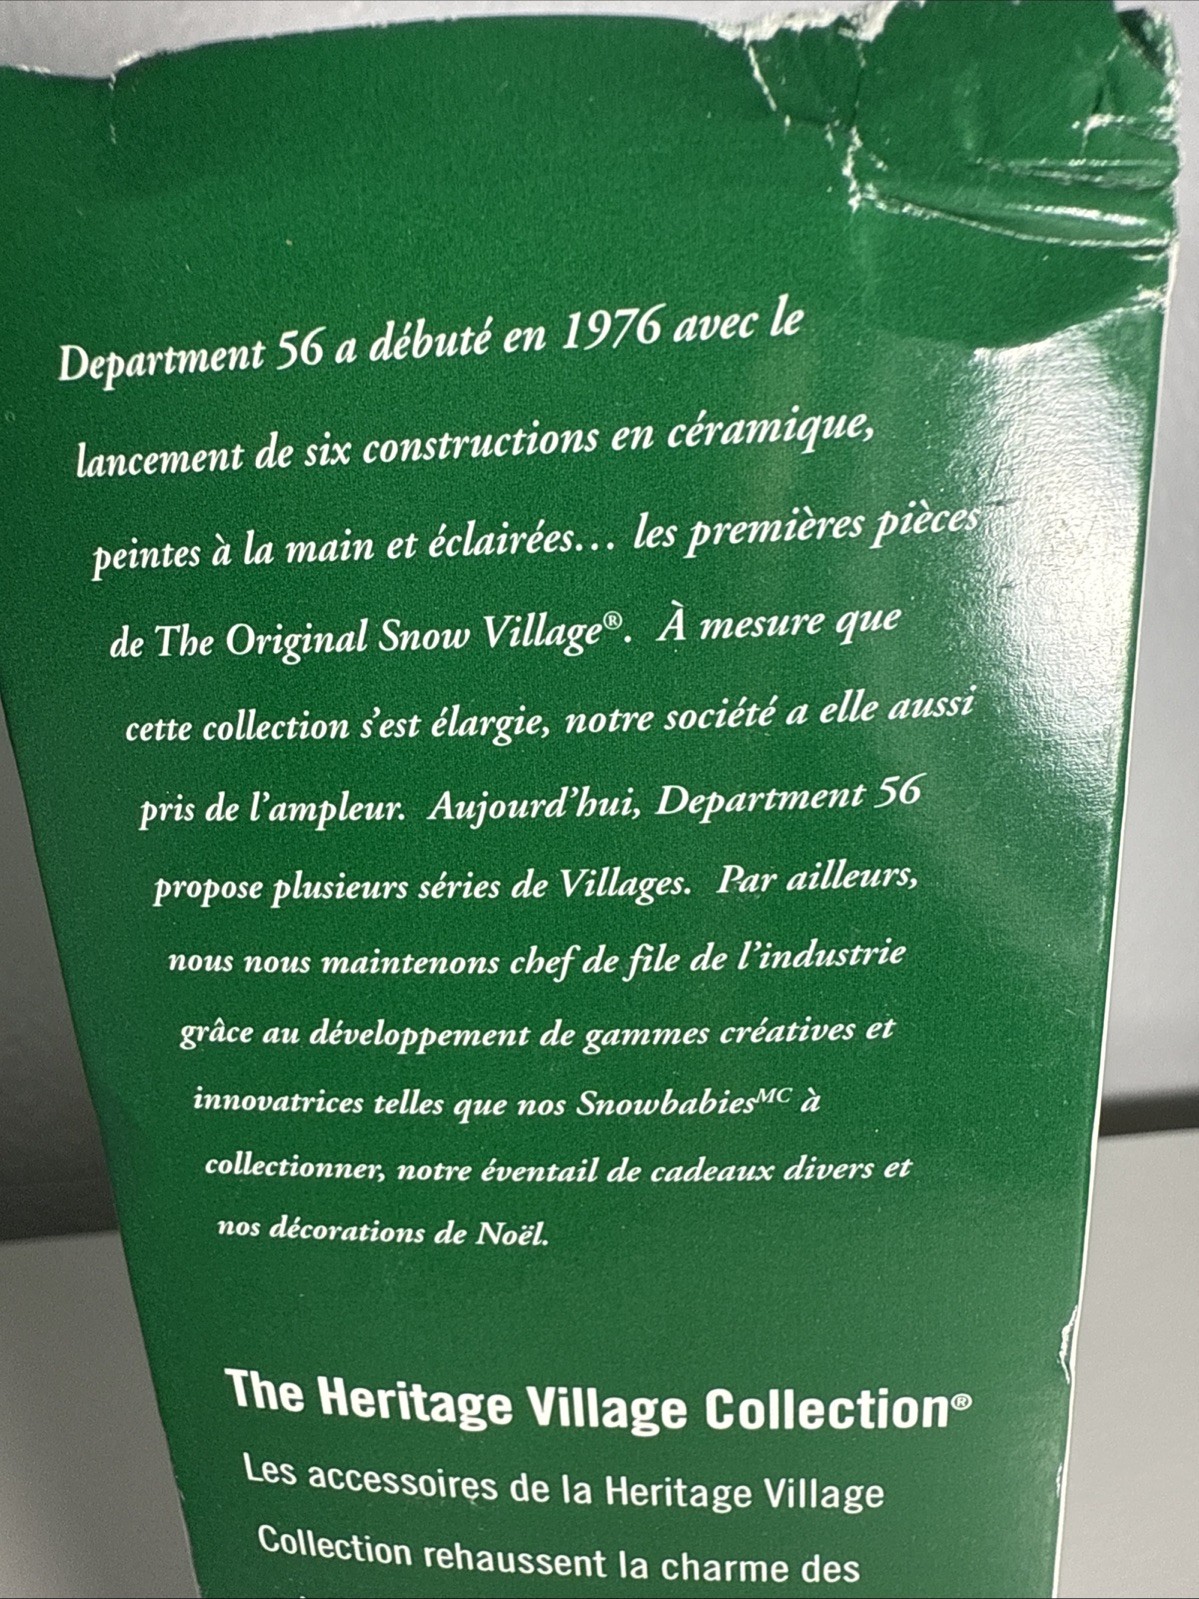 Department 56 a débuté en 1976 avec le
lancement de six constructions en céramique,
peintes à la main et éclairées... les premières pièces
de The Original Snow Village®. À mesure que
cette collection s'est élargie, notre société a elle aussi
pris de l'ampleur. Aujourd'hui, Department 56
propose plusieurs séries de Villages. Par ailleurs,
nous nous maintenons chef de file de l'industrie
grâce au développement de gammes créatives et
innovatrices telles que nos Snowbabies MC à
collectionner, notre éventail de cadeaux divers et
nos décorations de Noël.
The Heritage Village Collection®
Les accessoires de la Heritage Village
Collection rehaussent la charme des